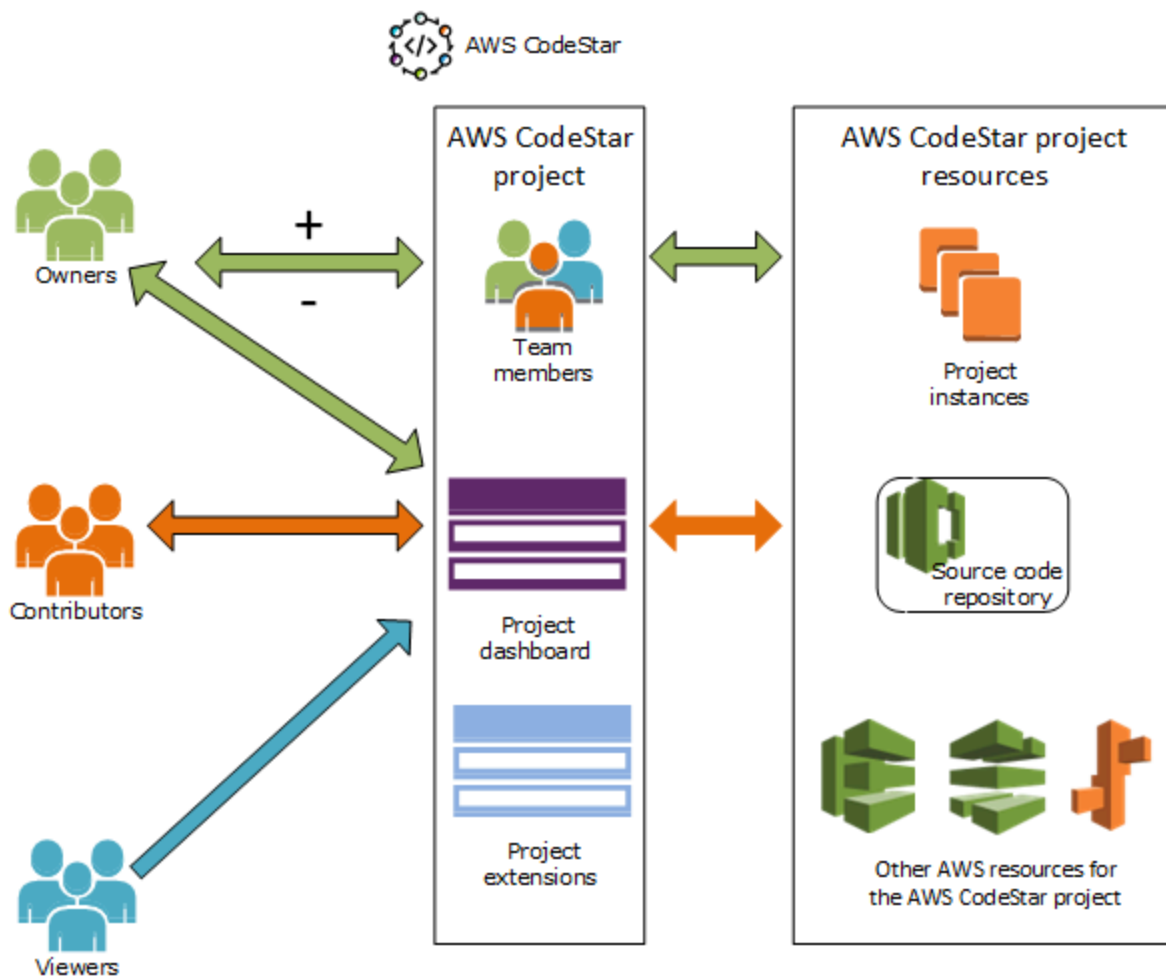 AWS CodeStar
AWS CodeStar
project
AWS CodeStar project
resources
Owners
+
-
Team
members
Project
instances
Contributors
Source code
repository
Project
dashboard
Project
extensions
Other AWS resources for
the AWS CodeStar project
Viewers